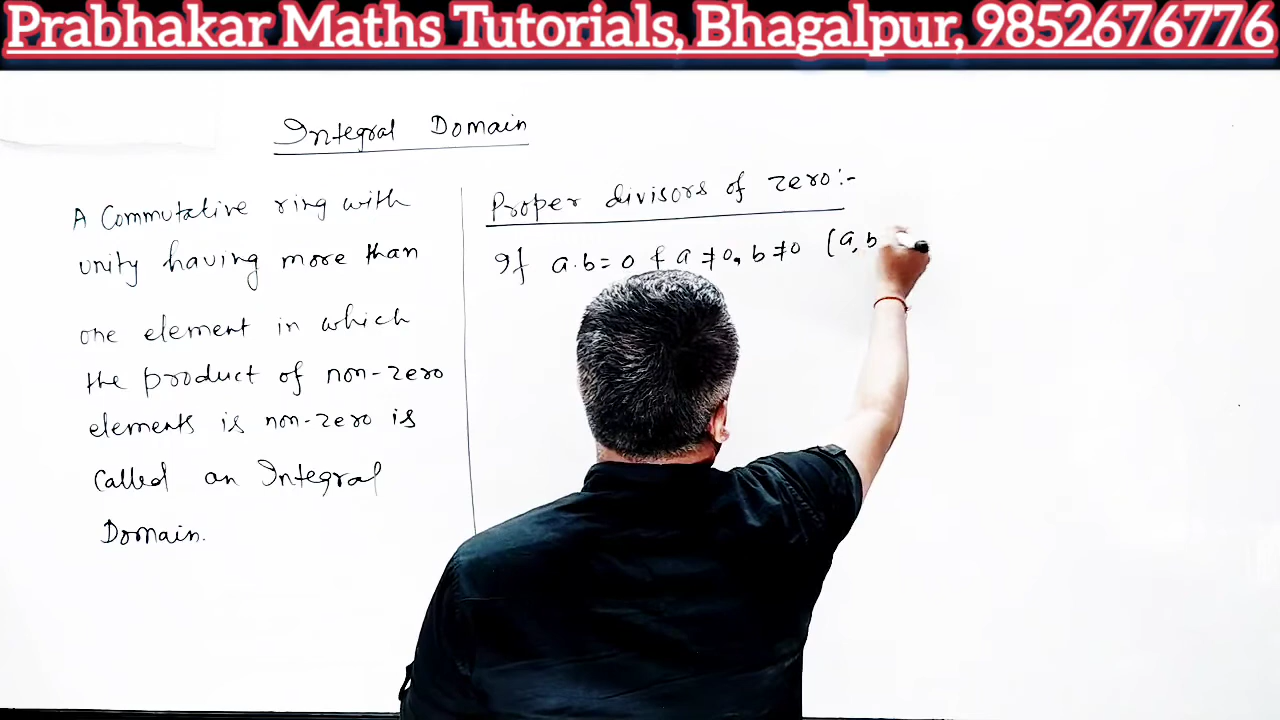 Prabhakar Maths Tutorials, Bhagalpur, 9852676776
Integral Domain
A Commutative ring with
unity having more than
one element in which
the product of non-zero
elements is non-zero is
called an Integral
Domain.
Proper divisors of zero:-
If a.b=0 & a≠0, b≠0 (a, b